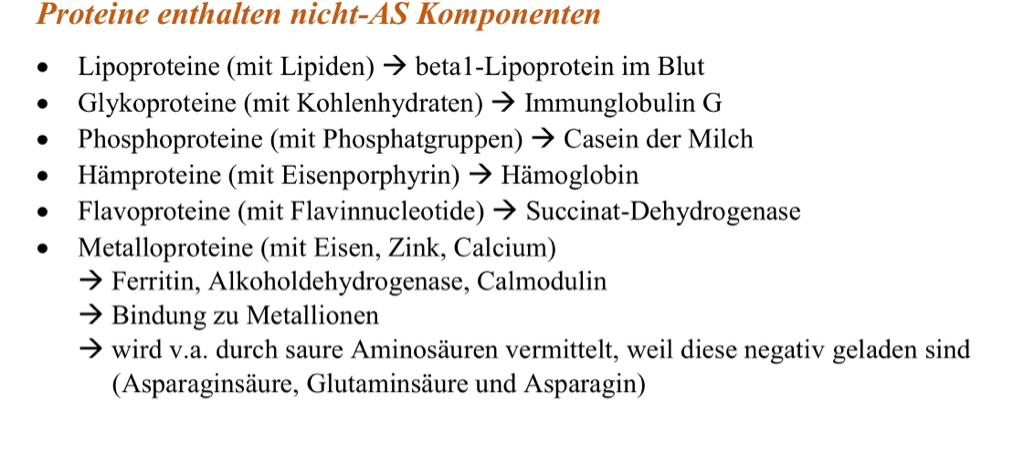 Proteine enthalten nicht-AS Komponenten
• Lipoproteine (mit Lipiden) → beta1-Lipoprotein im Blut
• Glykoproteine (mit Kohlenhydraten) → Immunglobulin G
• Phosphoproteine (mit Phosphatgruppen) → Casein der Milch
• Hämproteine (mit Eisenporphyrin) → Hämoglobin
• Flavoproteine (mit Flavinnucleotide) → Succinat-Dehydrogenase
• Metalloproteine (mit Eisen, Zink, Calcium)
→ Ferritin, Alkoholdehydrogenase, Calmodulin
→ Bindung zu Metallionen
→ wird v.a. durch saure Aminosäuren vermittelt, weil diese negativ geladen sind
(Asparaginsäure, Glutaminsäure und Asparagin)